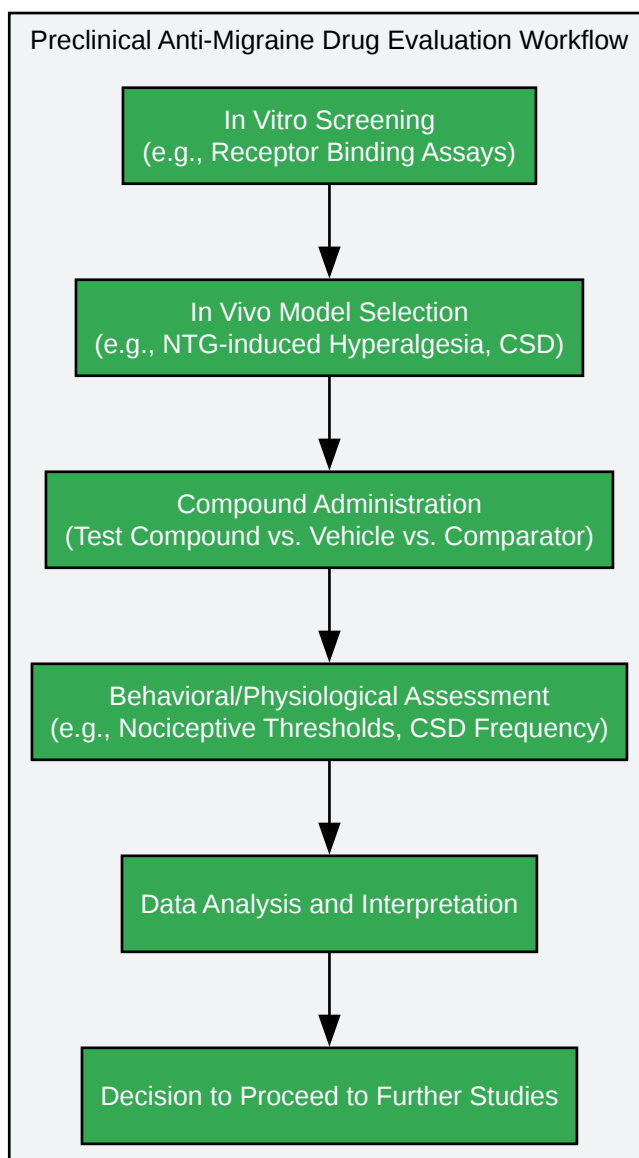 Preclinical Anti-Migraine Drug Evaluation Workflow
In Vitro Screening
(e.g., Receptor Binding Assays)
In Vivo Model Selection
(e.g., NTG-induced Hyperalgesia, CSD)
Compound Administration
(Test Compound vs. Vehicle vs. Comparator)
Behavioral/Physiological Assessment
(e.g., Nociceptive Thresholds, CSD Frequency)
Data Analysis and Interpretation
Decision to Proceed to Further Studies